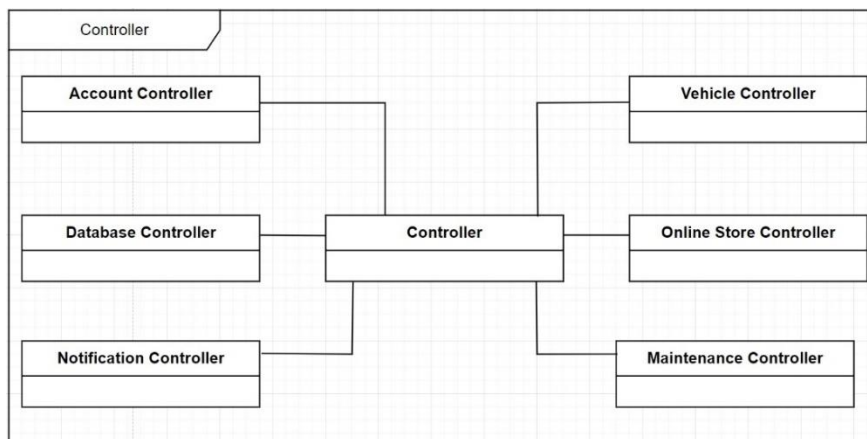 Controller
Account Controller
Vehicle Controller
Database Controller
Controller
Online Store Controller
Notification Controller
Maintenance Controller